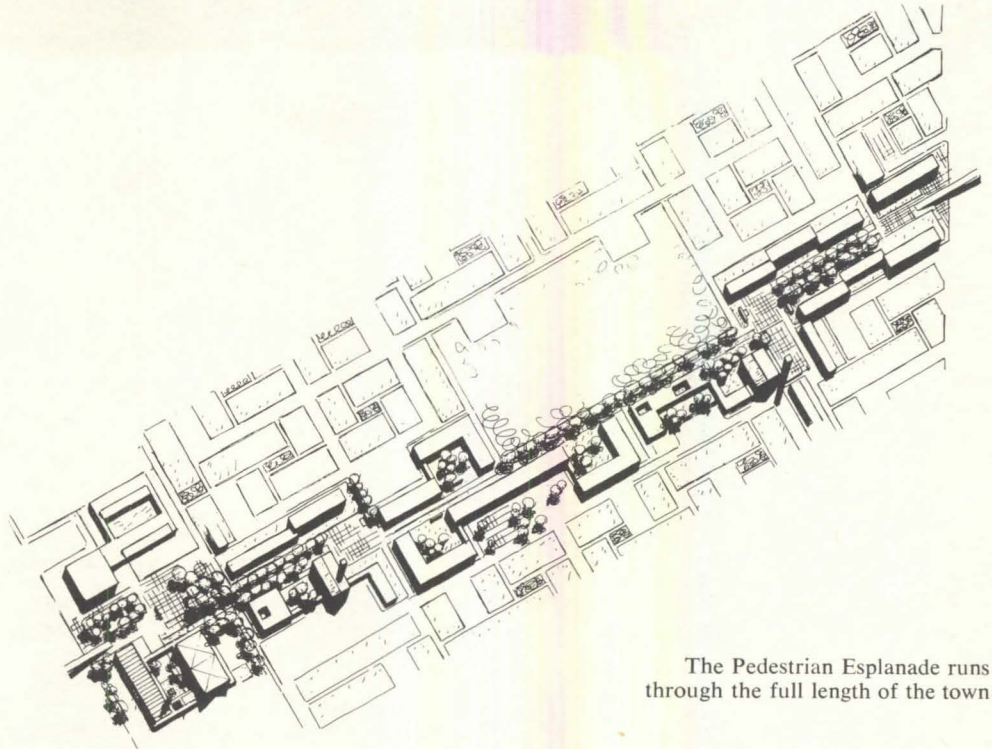 The Pedestrian Esplanade runs
through the full length of the town